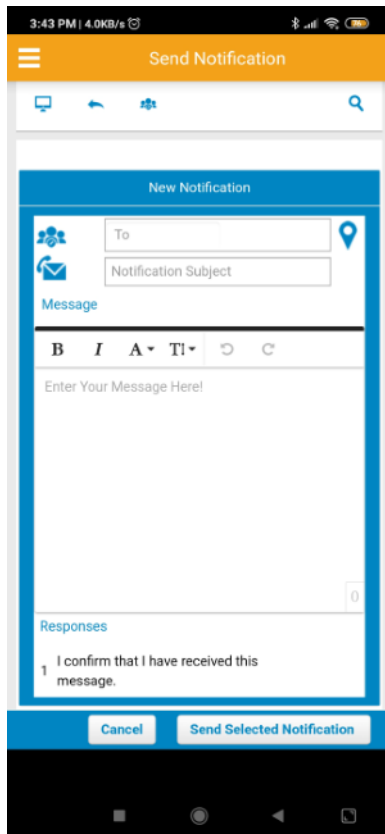 3:43 PM | 4.0KB/s
Send Notification
New Notification
To
Notification Subject
Message
B I A TI
Enter Your Message Here!
0
Responses
1 I confirm that I have received this
message.
Cancel Send Selected Notification